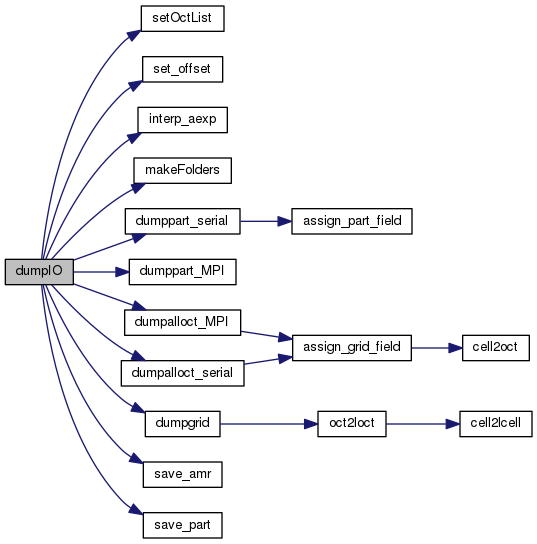 setOctList
set_offset
interp_aexp
makeFolders
dumppart_serial
assign_part_field
dumpIO
dumppart_MPI
dumpalloct_MPI
assign_grid_field
cell2oct
dumpalloct_serial
dumpgrid
oct2loct
cell2lcell
save_amr
save_part